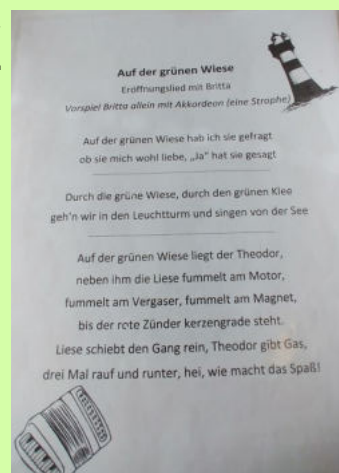 Auf der grünen Wiese
Eröffnungslied mit Britta
Vorspiel Britta allein mit Akkordeon (eine Strophe)
Auf der grünen Wiese hab ich sie gefragt
ob sie mich wohl liebe, „Ja" hat sie gesagt
Durch die grüne Wiese, durch den grünen Klee
geh'n wir in den Leuchtturm und singen von der See
Auf der grünen Wiese liegt der Theodor,
neben ihm die Liese fummelt am Motor,
fummelt am Vergaser, fummelt am Magnet,
bis der rote Zünder kerzengrade steht.
Liese schiebt den Gang rein, Theodor gibt Gas,
drei Mal rauf und runter, hei, wie macht das Spaß!